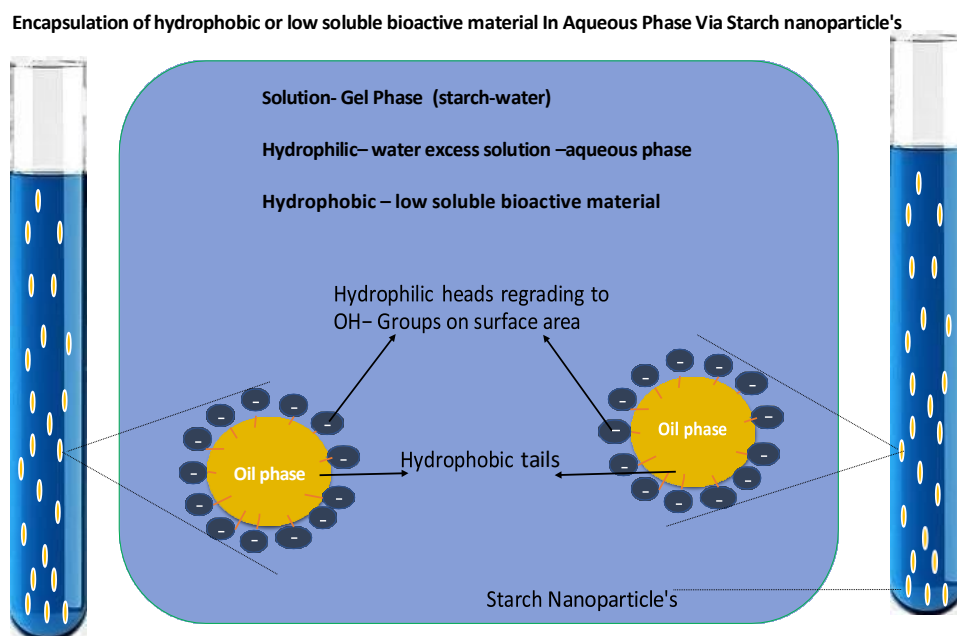 Encapsulation of hydrophobic or low soluble bioactive material In Aqueous Phase Via Starch nanoparticle's
Solution- Gel Phase (starch-water)
Hydrophilic– water excess solution –aqueous phase
Hydrophobic – low soluble bioactive material
Hydrophilic heads regrading to
OH− Groups on surface area
Oil phase
Oil phase
Hydrophobic tails
Starch Nanoparticle's